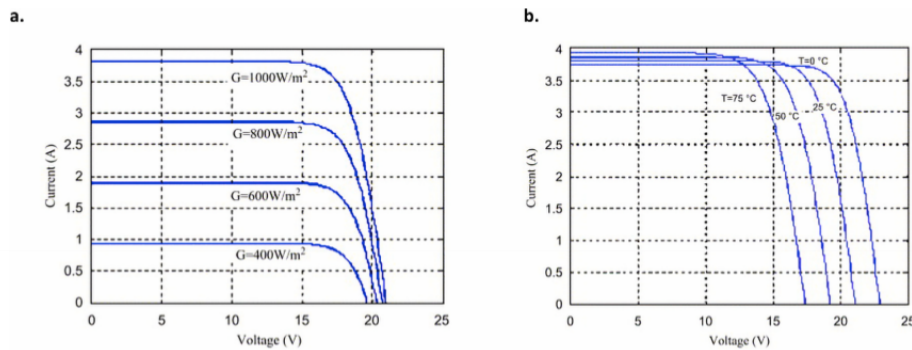 a.
4
3.5
3
2.5
2
1.5
1
0.5
0
0
5
10
15
20
25
Current (A)
Voltage (V)
G=1000W/m²
G=800W/m²
G=600W/m²
G=400W/m²
b.
4
3.5
3
2.5
2
1.5
1
0.5
0
0
5
10
15
20
25
Current (A)
Voltage (V)
T=0 °C
T=75 °C
50 °C
25 °C